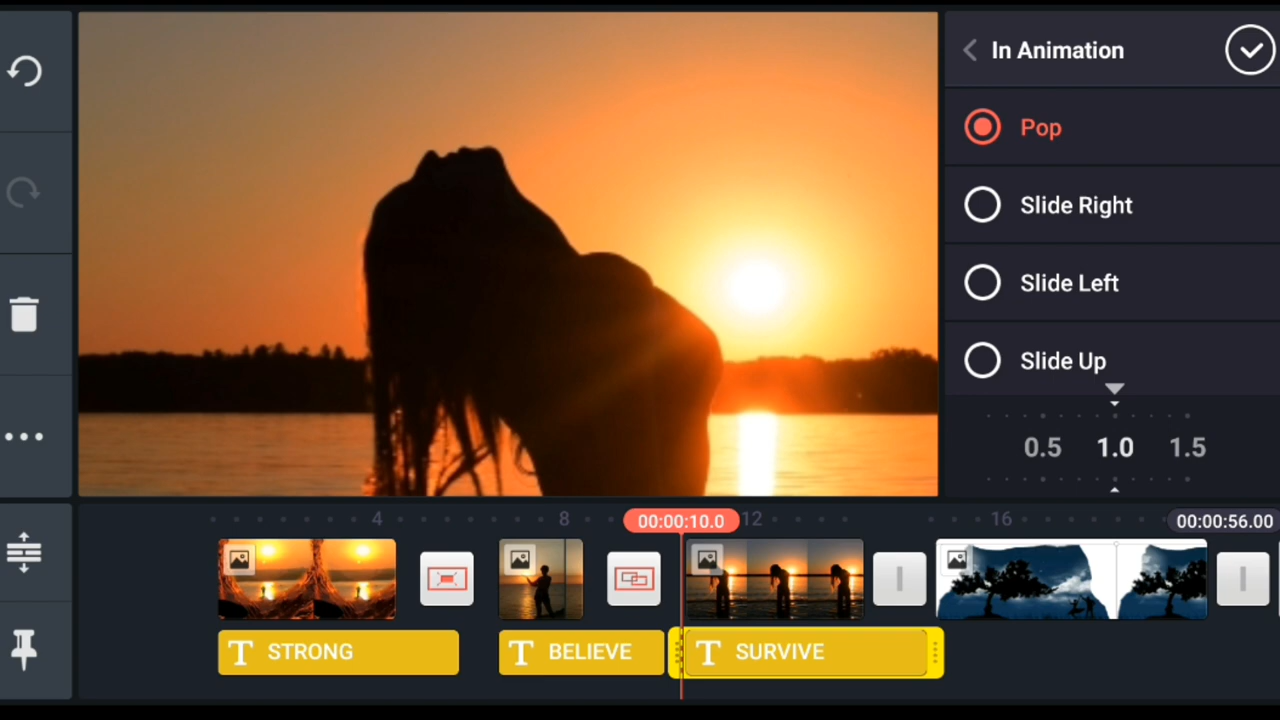 In Animation
Pop
Slide Right
Slide Left
Slide Up
0.5 1.0 1.5
4 8 00:00:10.0 12 16 00:00:56.00
T STRONG T BELIEVE T SURVIVE